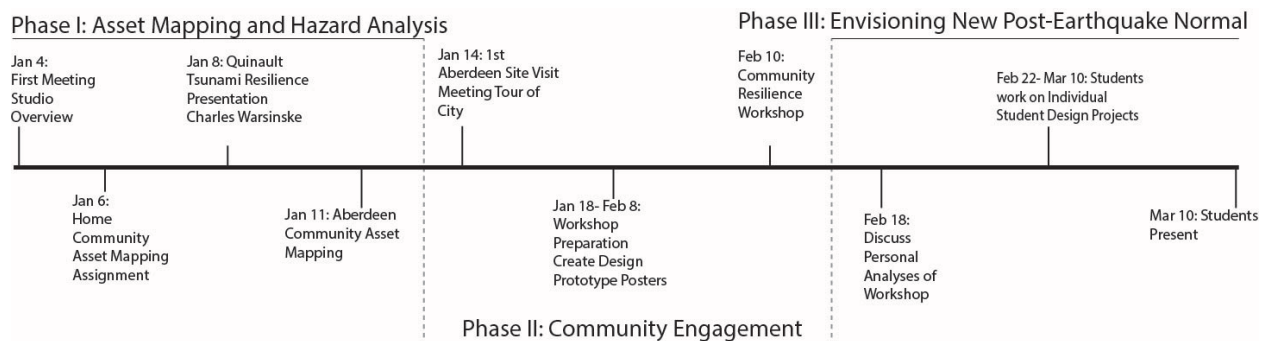 Phase I: Asset Mapping and Hazard Analysis
Jan 4:
First Meeting
Studio
Overview
Jan 8: Quinault
Tsunami Resilience
Presentation
Charles Warsinske
Jan 6:
Home
Community
Asset Mapping
Assignment
Jan 11: Aberdeen
Community Asset
Mapping
Jan 14: 1st
Aberdeen Site Visit
Meeting Tour of
City
Jan 18- Feb 8:
Workshop
Preparation
Create Design
Prototype Posters
Feb 10:
Community
Resilience
Workshop
Phase II: Community Engagement
Phase III: Envisioning New Post-Earthquake Normal
Feb 18:
Discuss
Personal
Analyses of
Workshop
Feb 22- Mar 10: Students
work on Individual
Student Design Projects
Mar 10: Students
Present